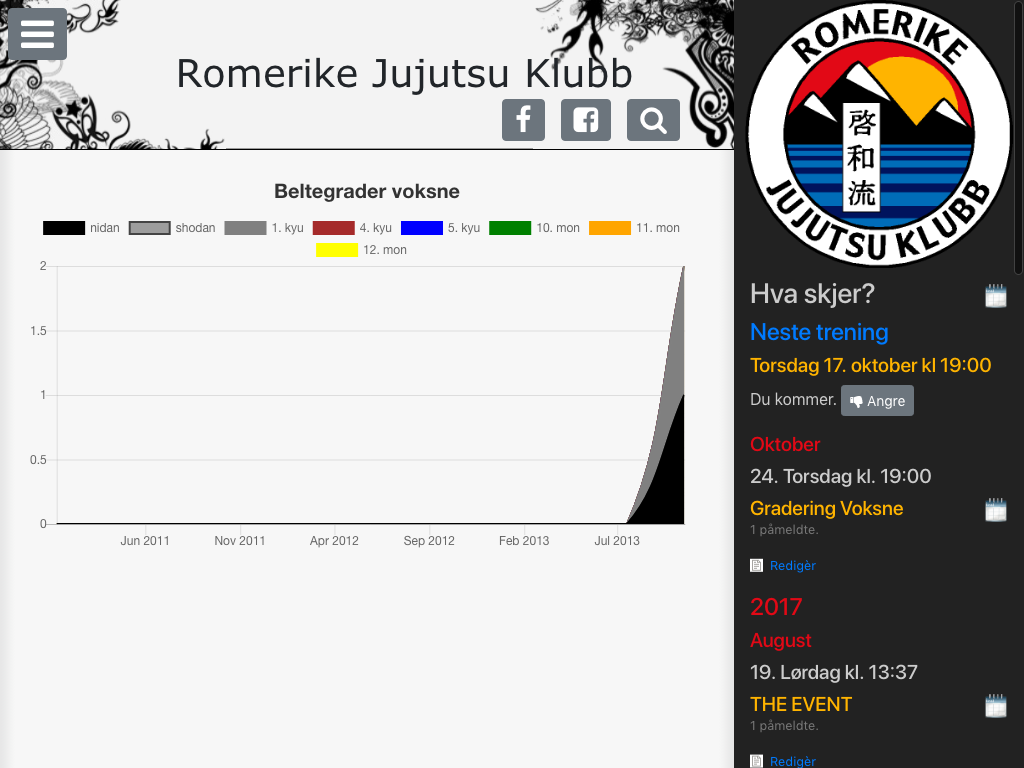 Romerike Jujutsu Klubb
Beltegrader voksne
nidan shodan 1. kyu 4. kyu 5. kyu 10. mon 11. mon
12. mon
2
1.5
1
0.5
0
Jun 2011 Nov 2011 Apr 2012 Sep 2012 Feb 2013 Jul 2013
ROMERIKE
啓和流
JUJUTSU KLUBB
Hva skjer?
Neste trening
Torsdag 17. oktober kl 19:00
Du kommer. Angre
Oktober
24. Torsdag kl. 19:00
Gradering Voksne
1 påmeldte.
Redigèr
2017
August
19. Lørdag kl. 13:37
THE EVENT
1 påmeldte.
Redigèr